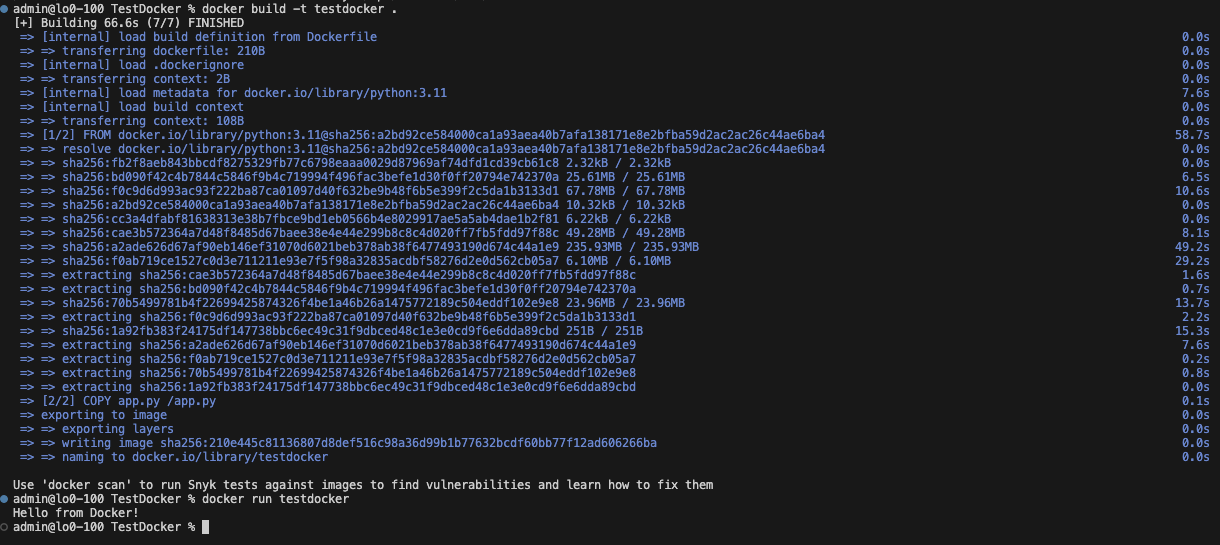 admin@lo0-100 TestDocker % docker build -t testdocker .
[+] Building 66.6s (7/7) FINISHED
=> [internal] load build definition from Dockerfile 0.0s
=> => transferring dockerfile: 210B 0.0s
=> [internal] load .dockerignore 0.0s
=> => transferring context: 2B 0.0s
=> [internal] load metadata for docker.io/library/python:3.11 7.6s
=> [internal] load build context 0.0s
=> => transferring context: 108B 0.0s
=> [1/2] FROM docker.io/library/python:3.11@sha256:a2bd92ce584000ca1a93aea40b7afa138171e8e2bfba59d2ac2ac26c44ae6ba4 58.7s
=> => resolve docker.io/library/python:3.11@sha256:a2bd92ce584000ca1a93aea40b7afa138171e8e2bfba59d2ac2ac26c44ae6ba4 0.0s
=> => sha256:fb2f8aeb843bbcdf8275329fb77c6798eaaa0029d87969af74dfd1cd39cb61c8 2.32kB / 2.32kB 0.0s
=> => sha256:bd090f42c4b7844c5846f9b4c719994f496fac3befe1d30f0ff20794e742370a 25.61MB / 25.61MB 6.5s
=> => sha256:f0c9d6d993ac93f222ba87ca01097d40f632be9b48f6b5e399f2c5da1b3133d1 67.78MB / 67.78MB 10.6s
=> => sha256:a2bd92ce584000ca1a93aea40b7afa138171e8e2bfba59d2ac2ac26c44ae6ba4 10.32kB / 10.32kB 0.0s
=> => sha256:cc3a4dfabf81638313e38b7fbce9bd1eb0566b4e8029917ae5a5ab4dae1b2f81 6.22kB / 6.22kB 0.0s
=> => sha256:cae3b572364a7d48f8485d67baee38e4e44e299b8c8c4d020ff7fb5fdd97f88c 49.28MB / 49.28MB 8.1s
=> => sha256:a2ade626d67af90eb146ef31070d6021beb378ab38f6477493190d674c44a1e9 235.93MB / 235.93MB 49.2s
=> => sha256:f0ab719ce1527c0d3e711211e93e7f5f98a32835acdbf58276d2e0d562cb05a7 6.10MB / 6.10MB 29.2s
=> => extracting sha256:cae3b572364a7d48f8485d67baee38e4e44e299b8c8c4d020ff7fb5fdd97f88c 1.6s
=> => extracting sha256:bd090f42c4b7844c5846f9b4c719994f496fac3befe1d30f0ff20794e742370a 0.7s
=> => sha256:70b5499781b4f22699425874326f4be1a46b26a1475772189c504eddf102e9e8 23.96MB / 23.96MB 13.7s
=> => extracting sha256:f0c9d6d993ac93f222ba87ca01097d40f632be9b48f6b5e399f2c5da1b3133d1 2.2s
=> => sha256:1a92fb383f24175df147738bbc6ec49c31f9dbced48c1e3e0cd9f6e6dda89cbd 251B / 251B 15.3s
=> => extracting sha256:a2ade626d67af90eb146ef31070d6021beb378ab38f6477493190d674c44a1e9 7.6s
=> => extracting sha256:f0ab719ce1527c0d3e711211e93e7f5f98a32835acdbf58276d2e0d562cb05a7 0.2s
=> => extracting sha256:70b5499781b4f22699425874326f4be1a46b26a1475772189c504eddf102e9e8 0.8s
=> => extracting sha256:1a92fb383f24175df147738bbc6ec49c31f9dbced48c1e3e0cd9f6e6dda89cbd 0.0s
=> [2/2] COPY app.py /app.py 0.1s
=> exporting to image 0.0s
=> => exporting layers 0.0s
=> => writing image sha256:210e445c81136807d8def516c98a36d99b1b77632bcdf60bb77f12ad606266ba 0.0s
=> => naming to docker.io/library/testdocker 0.0s
Use 'docker scan' to run Snyk tests against images to find vulnerabilities and learn how to fix them
admin@lo0-100 TestDocker % docker run testdocker
Hello from Docker!
admin@lo0-100 TestDocker %